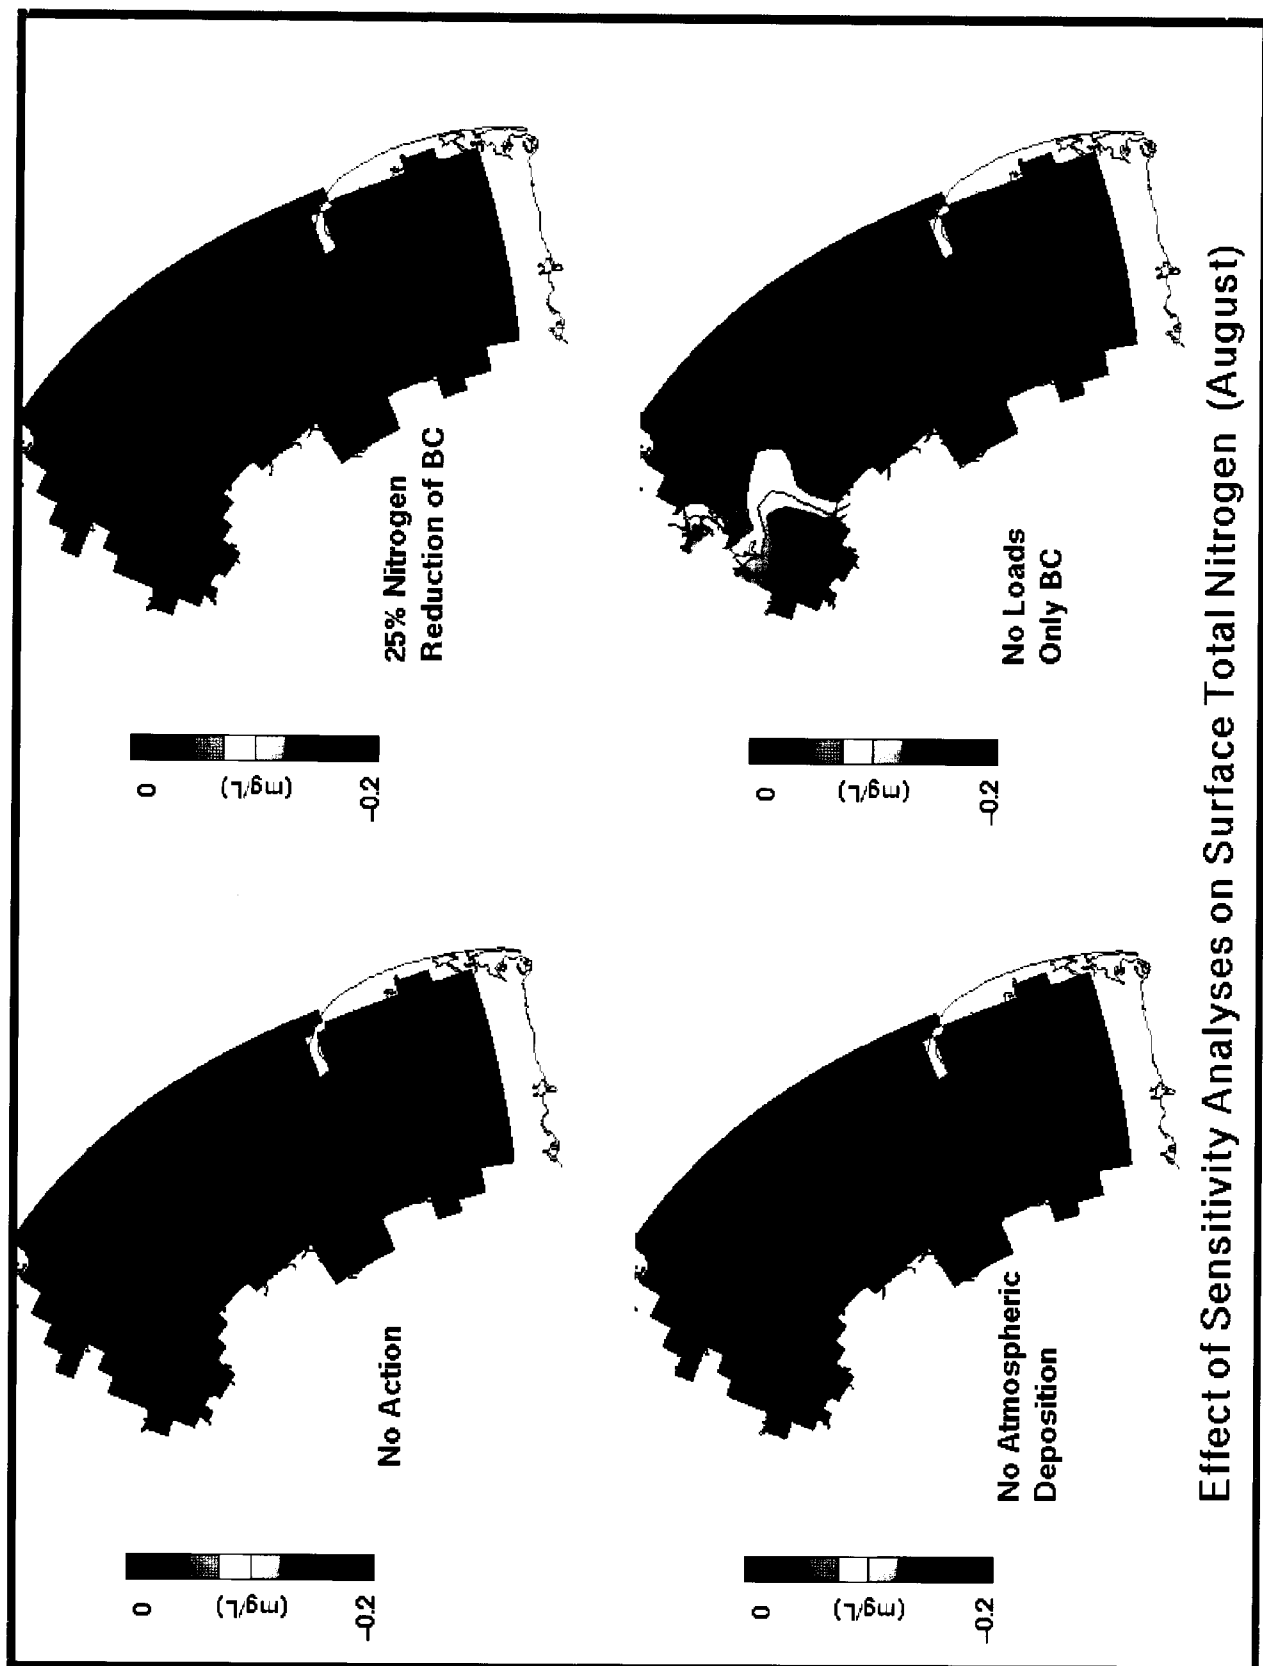 0
(mg/L)
-0.2
No Action
0
(mg/L)
-0.2
25% Nitrogen
Reduction of BC
0
(mg/L)
-0.2
No Atmospheric
Deposition
0
(mg/L)
-0.2
No Loads
Only BC
Effect of Sensitivity Analyses on Surface Total Nitrogen (August)